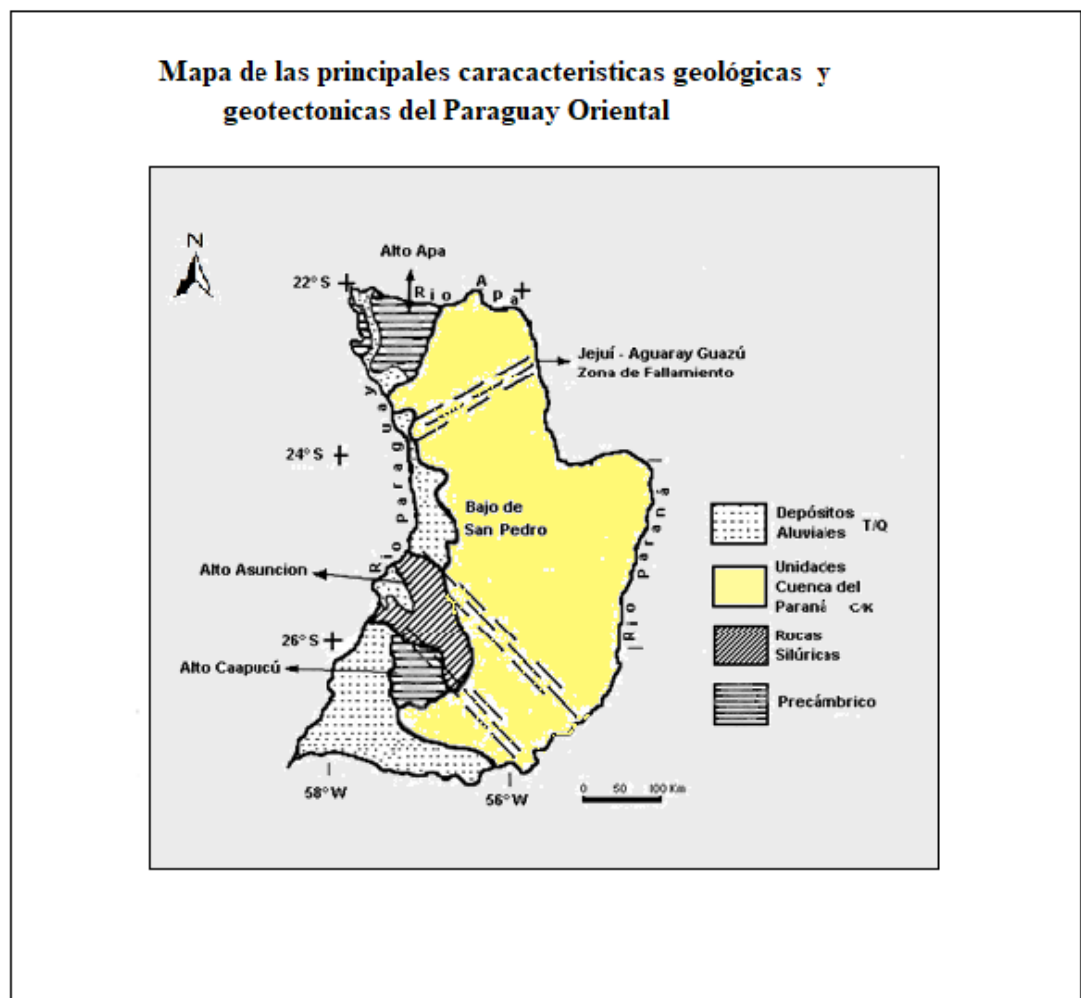 Mapa de las principales caracacteristicas geológicas y
geotectonicas del Paraguay Oriental
N
Alto Apa
22° S
Rio Apa
Jejuí - Aguaray Guazú
Zona de Fallamiento
Rio Paraguay
24° S
Bajo de
San Pedro
Rio Paraná
Depósitos
Aluviales T/Q
Unidades
Cuenca del
Paraná C/K
Alto Asuncion
Rocas
Silúricas
26° S
Alto Caapucú
Precámbrico
58° W
56° W
0 50 100 Km